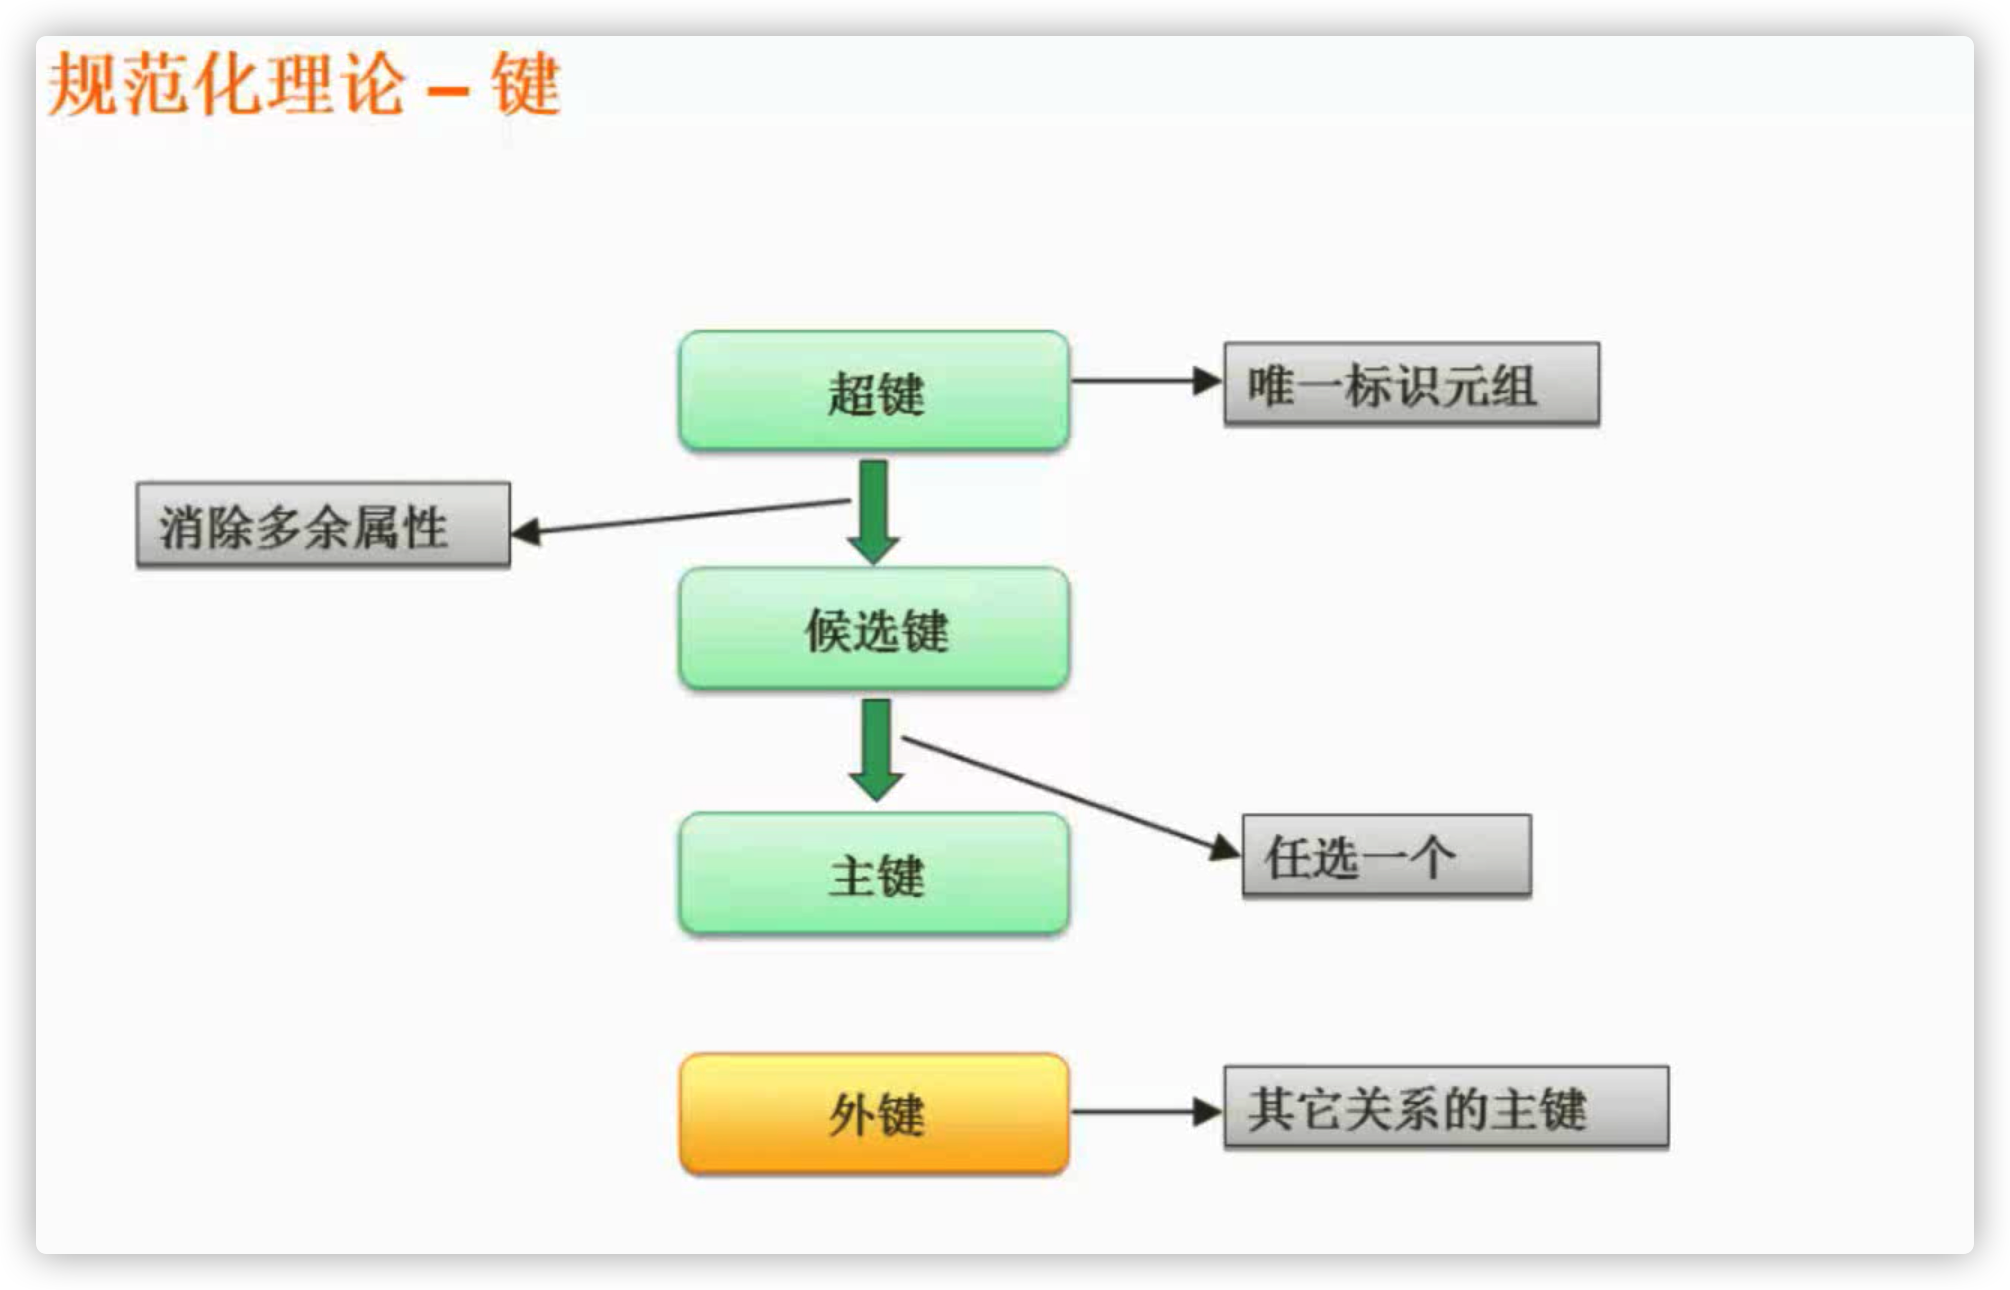 规范化理论 – 键
超键
唯一标识元组
消除多余属性
候选键
主键
任选一个
外键
其它关系的主键